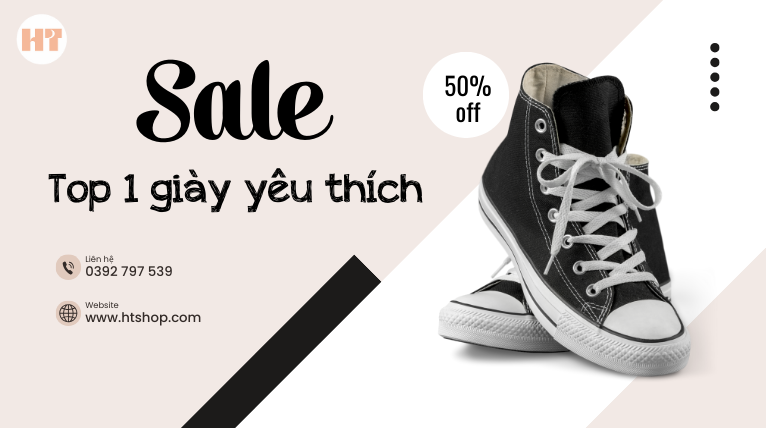 HT
Sale
50%
off
Top 1 giày yêu thích
Liên hệ
0392 797 539
Website
www.htshop.com